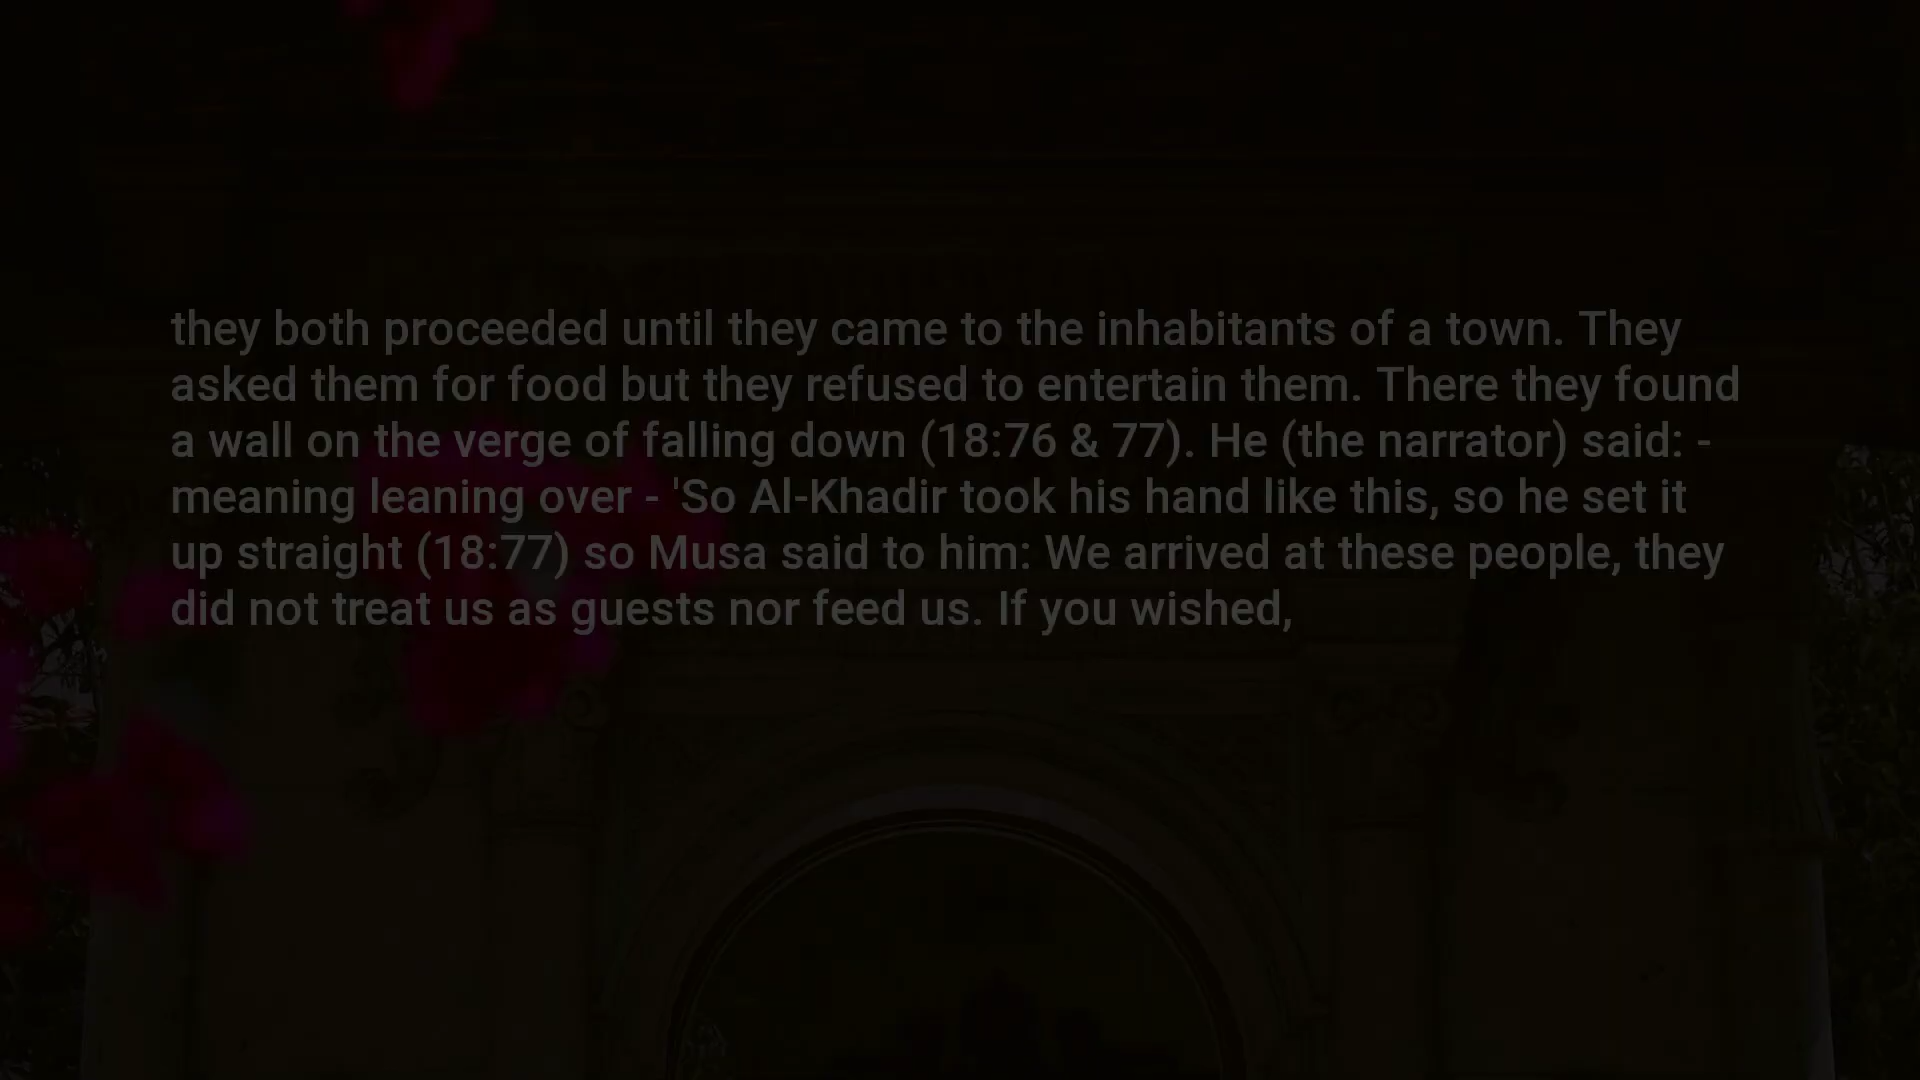 they both proceeded until they came to the inhabitants of a town. They
asked them for food but they refused to entertain them. There they found
a wall on the verge of falling down (18:76 & 77). He (the narrator) said: -
meaning leaning over - 'So Al-Khadir took his hand like this, so he set it
up straight (18:77) so Musa said to him: We arrived at these people, they
did not treat us as guests nor feed us. If you wished,